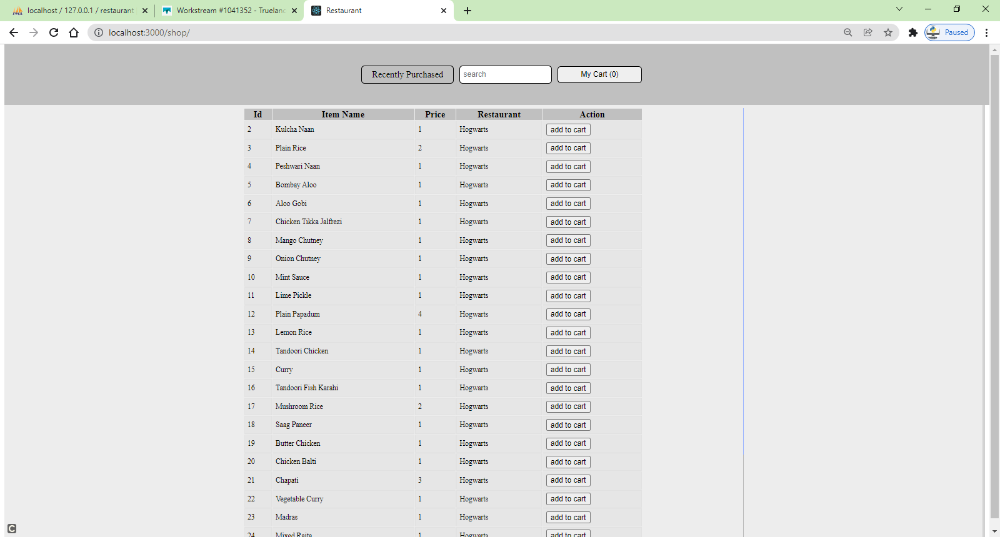 localhost / 127.0.0.1 / restaurant
Workstream #1041352 - Trueland
Restaurant
localhost:3000/shop/
Paused
Recently Purchased
search
My Cart (0)
Id Item Name Price Restaurant Action
2 Kulcha Naan 1 Hogwarts add to cart
3 Plain Rice 2 Hogwarts add to cart
4 Peshwari Naan 1 Hogwarts add to cart
5 Bombay Aloo 1 Hogwarts add to cart
6 Aloo Gobi 1 Hogwarts add to cart
7 Chicken Tikka Jalfrezi 1 Hogwarts add to cart
8 Mango Chutney 1 Hogwarts add to cart
9 Onion Chutney 1 Hogwarts add to cart
10 Mint Sauce 1 Hogwarts add to cart
11 Lime Pickle 1 Hogwarts add to cart
12 Plain Papadum 4 Hogwarts add to cart
13 Lemon Rice 1 Hogwarts add to cart
14 Tandoori Chicken 1 Hogwarts add to cart
15 Curry 1 Hogwarts add to cart
16 Tandoori Fish Karahi 1 Hogwarts add to cart
17 Mushroom Rice 2 Hogwarts add to cart
18 Saag Paneer 1 Hogwarts add to cart
19 Butter Chicken 1 Hogwarts add to cart
20 Chicken Balti 1 Hogwarts add to cart
21 Chapati 3 Hogwarts add to cart
22 Vegetable Curry 1 Hogwarts add to cart
23 Madras 1 Hogwarts add to cart
24 Mixed Raita 1 Hogwarts add to cart
C